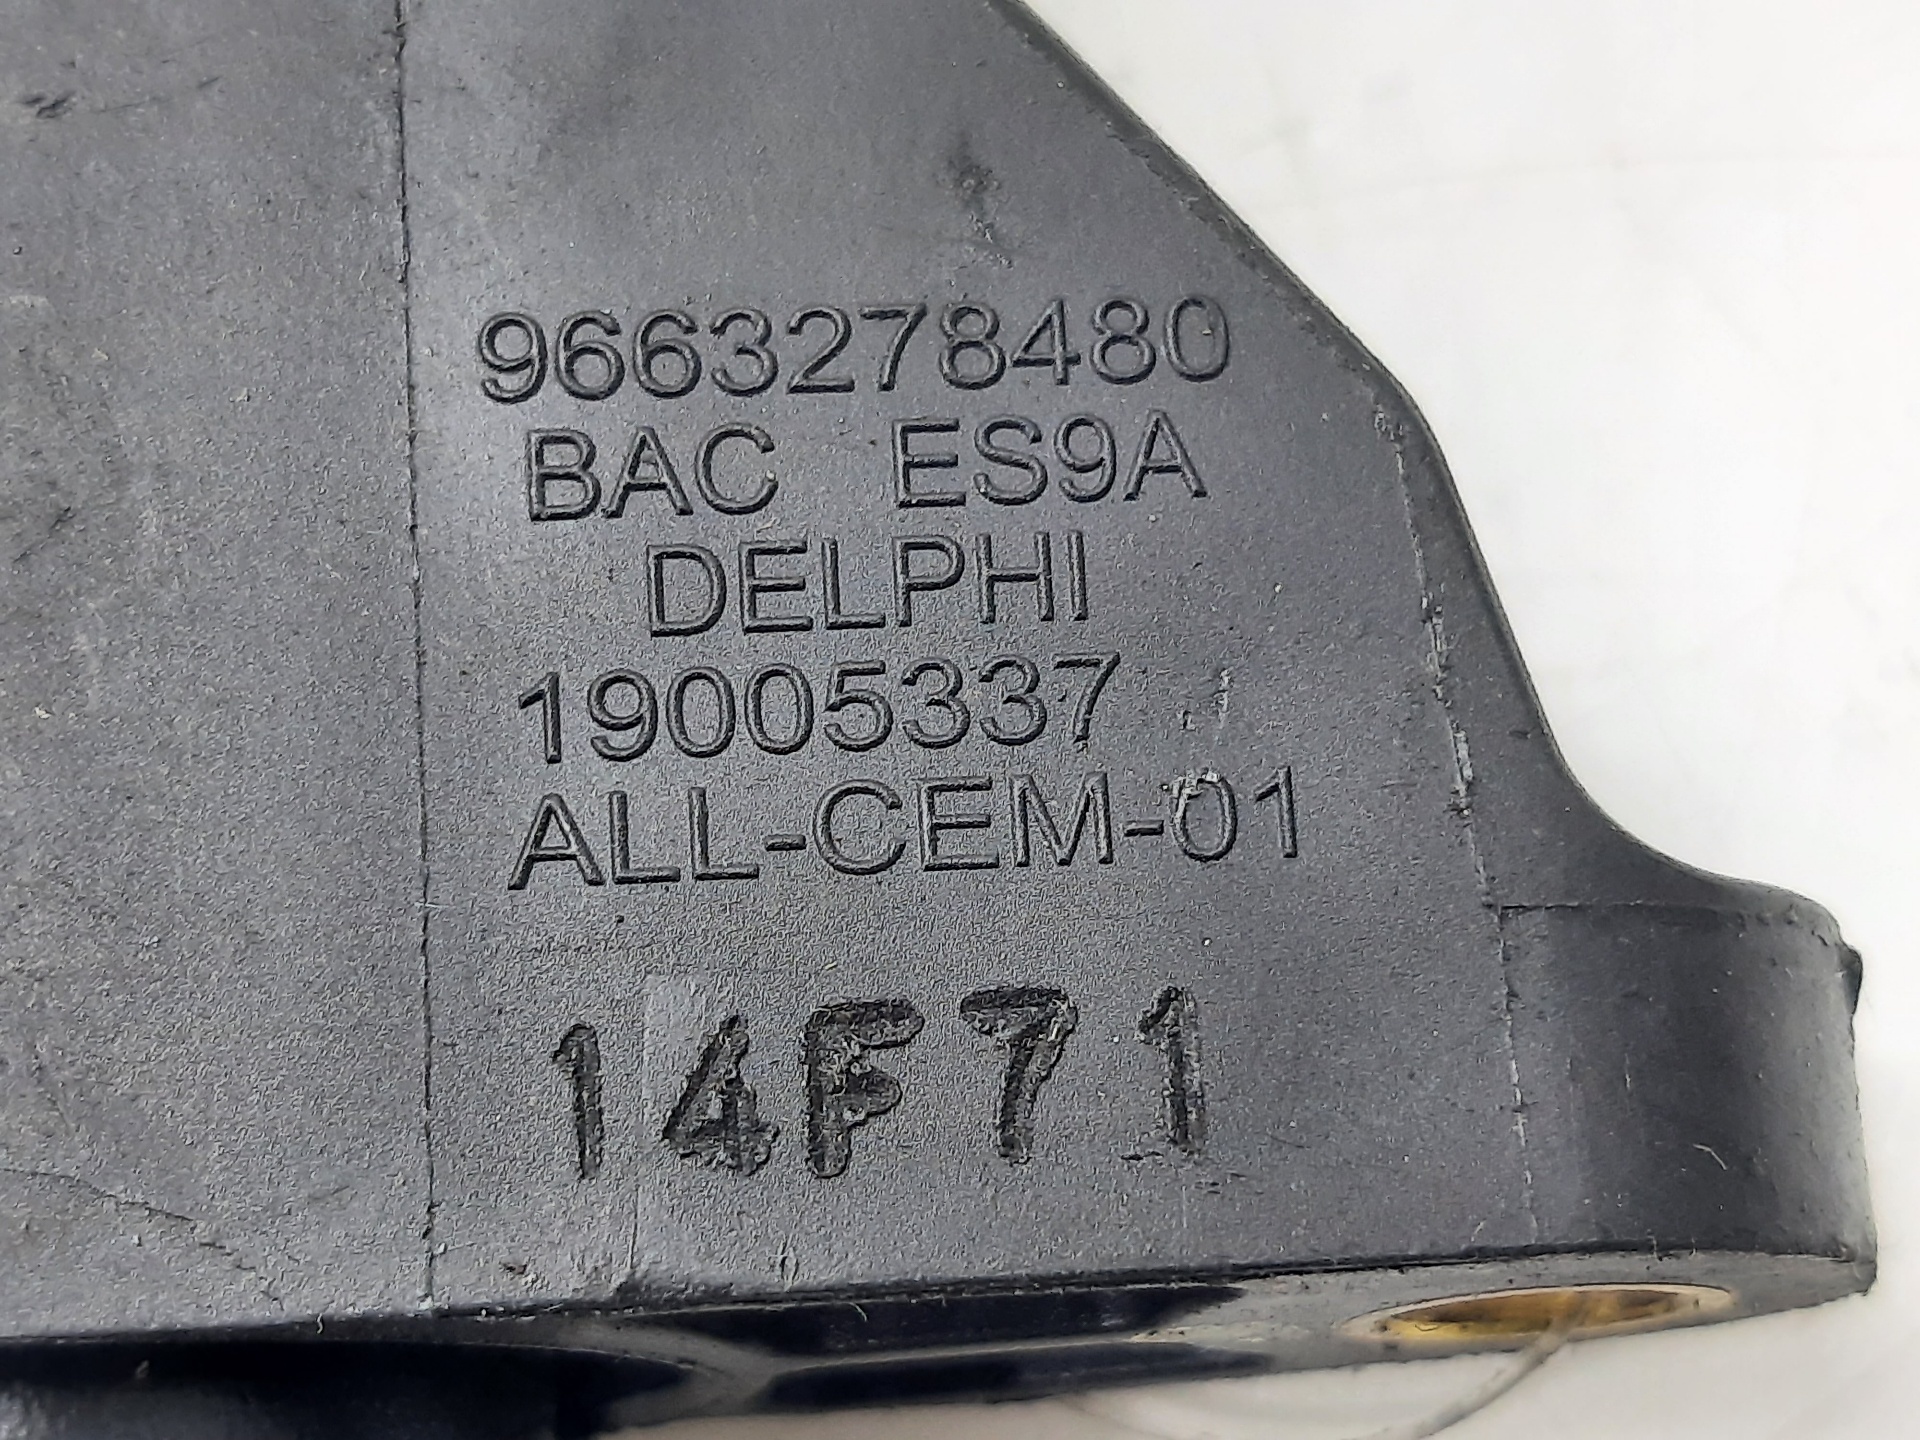 9663278480
BAC ES9A
DELPHI
19005337
ALL-CEM-01
14F71